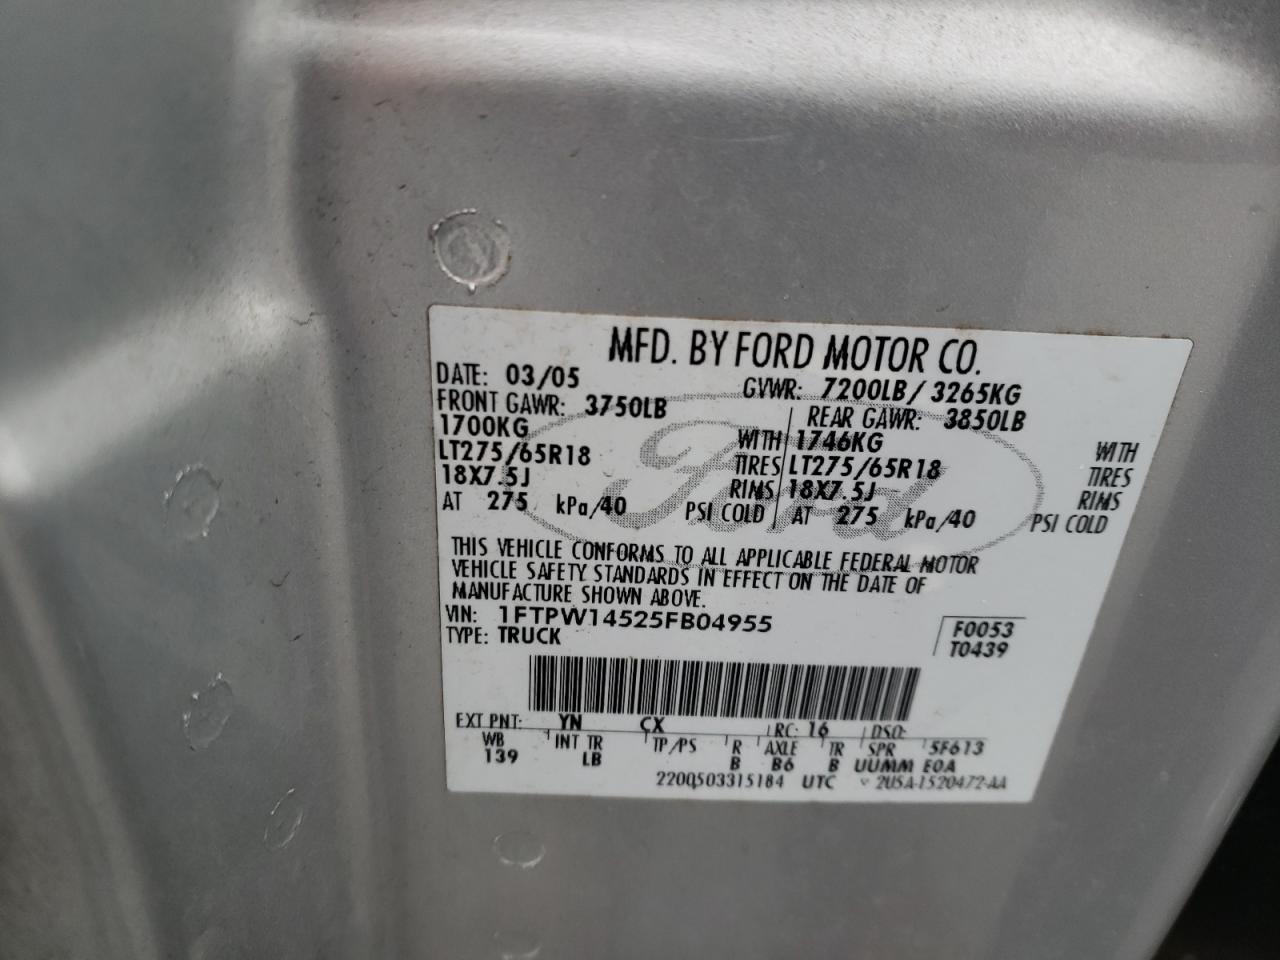 MFD. BY FORD MOTOR CO.
DATE: 03/05 GVWR: 7200LB/ 3265KG
FRONT GAWR: 3750LB REAR GAWR: 3850LB
1700KG WITH 1746KG WITH
LT275/65R18 TIRES LT275/65R18 TIRES
18X7.5J RIMS 18X7.5J RIMS
AT 275 kPa/40 PSI COLD AT 275 kPa/40 PSI COLD
Ford
THIS VEHICLE CONFORMS TO ALL APPLICABLE FEDERAL MOTOR
VEHICLE SAFETY STANDARDS IN EFFECT ON THE DATE OF
MANUFACTURE SHOWN ABOVE.
VIN: 1FTPW14525FB04955 F0053
TYPE: TRUCK T0439
EXT PNT: YN CX RC: 16 DSO:
WB INT TR TP/PS R AXLE TR SPR 5F613
139 LB B B6 B UUMM E0A
220Q503315184 UTC 2U5A-1520472-AA